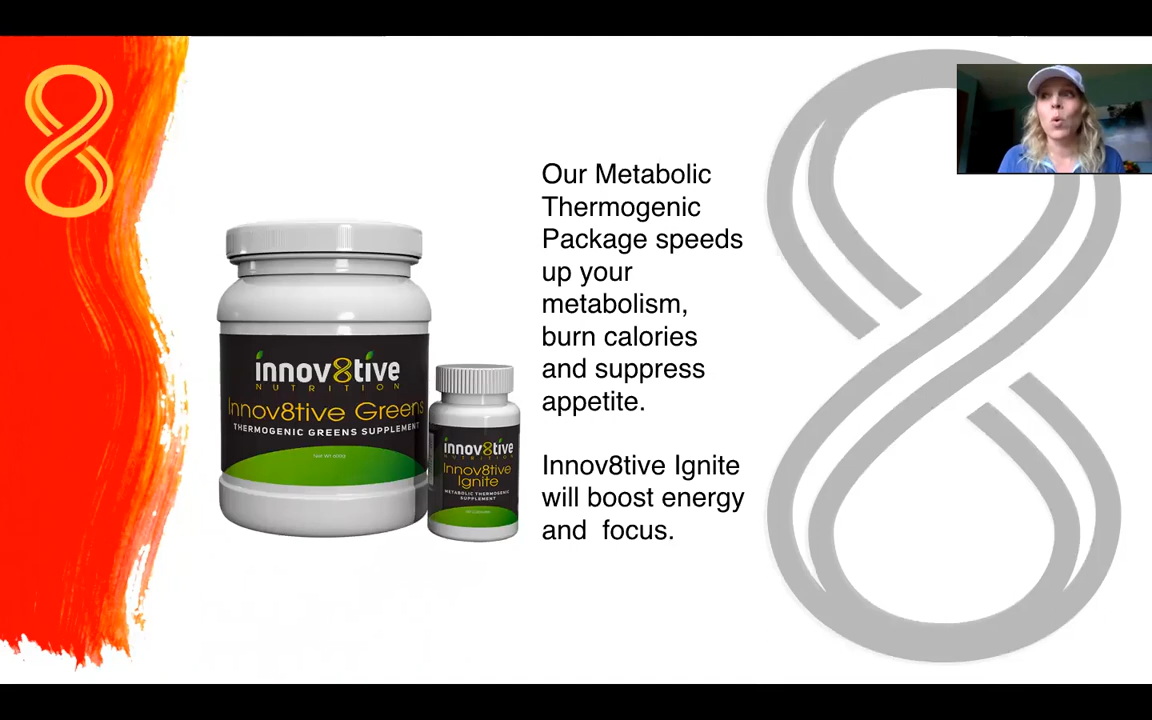 Our Metabolic
Thermogenic
Package speeds
up your
metabolism,
burn calories
and suppress
appetite.
Innov8tive Ignite
will boost energy
and  focus.
innov8tive
NUTRITION
Innov8tive Greens
THERMOGENIC GREENS SUPPLEMENT
innov8tive
NUTRITION
Innov8tive
Ignite
METABOLIC THERMOGENIC
SUPPLEMENT